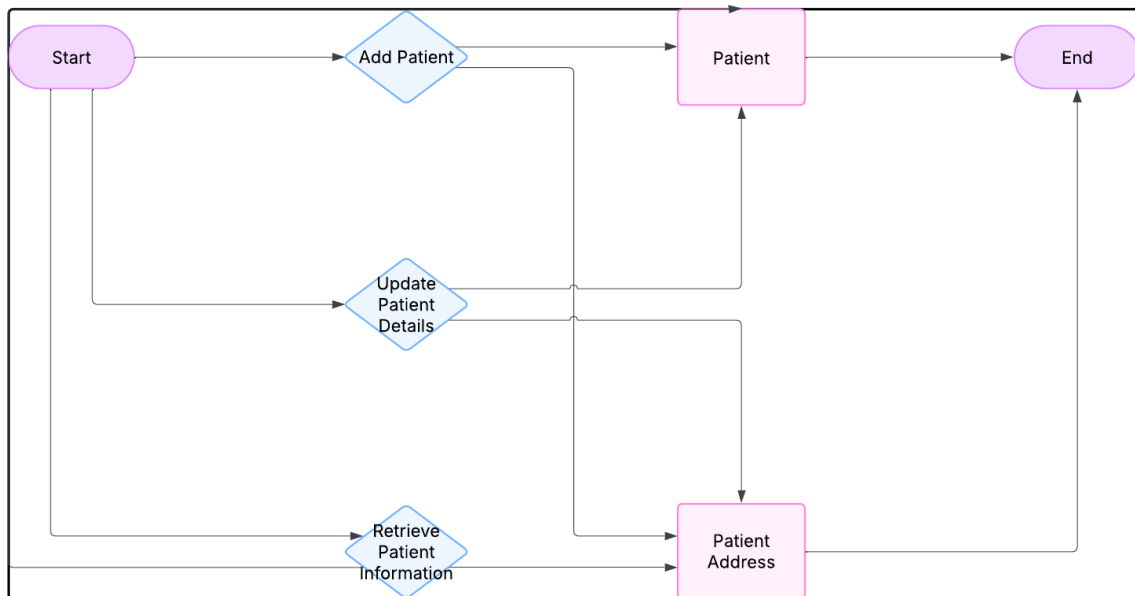 Start
Add Patient
Patient
End
Update
Patient
Details
Retrieve
Patient
Information
Patient
Address